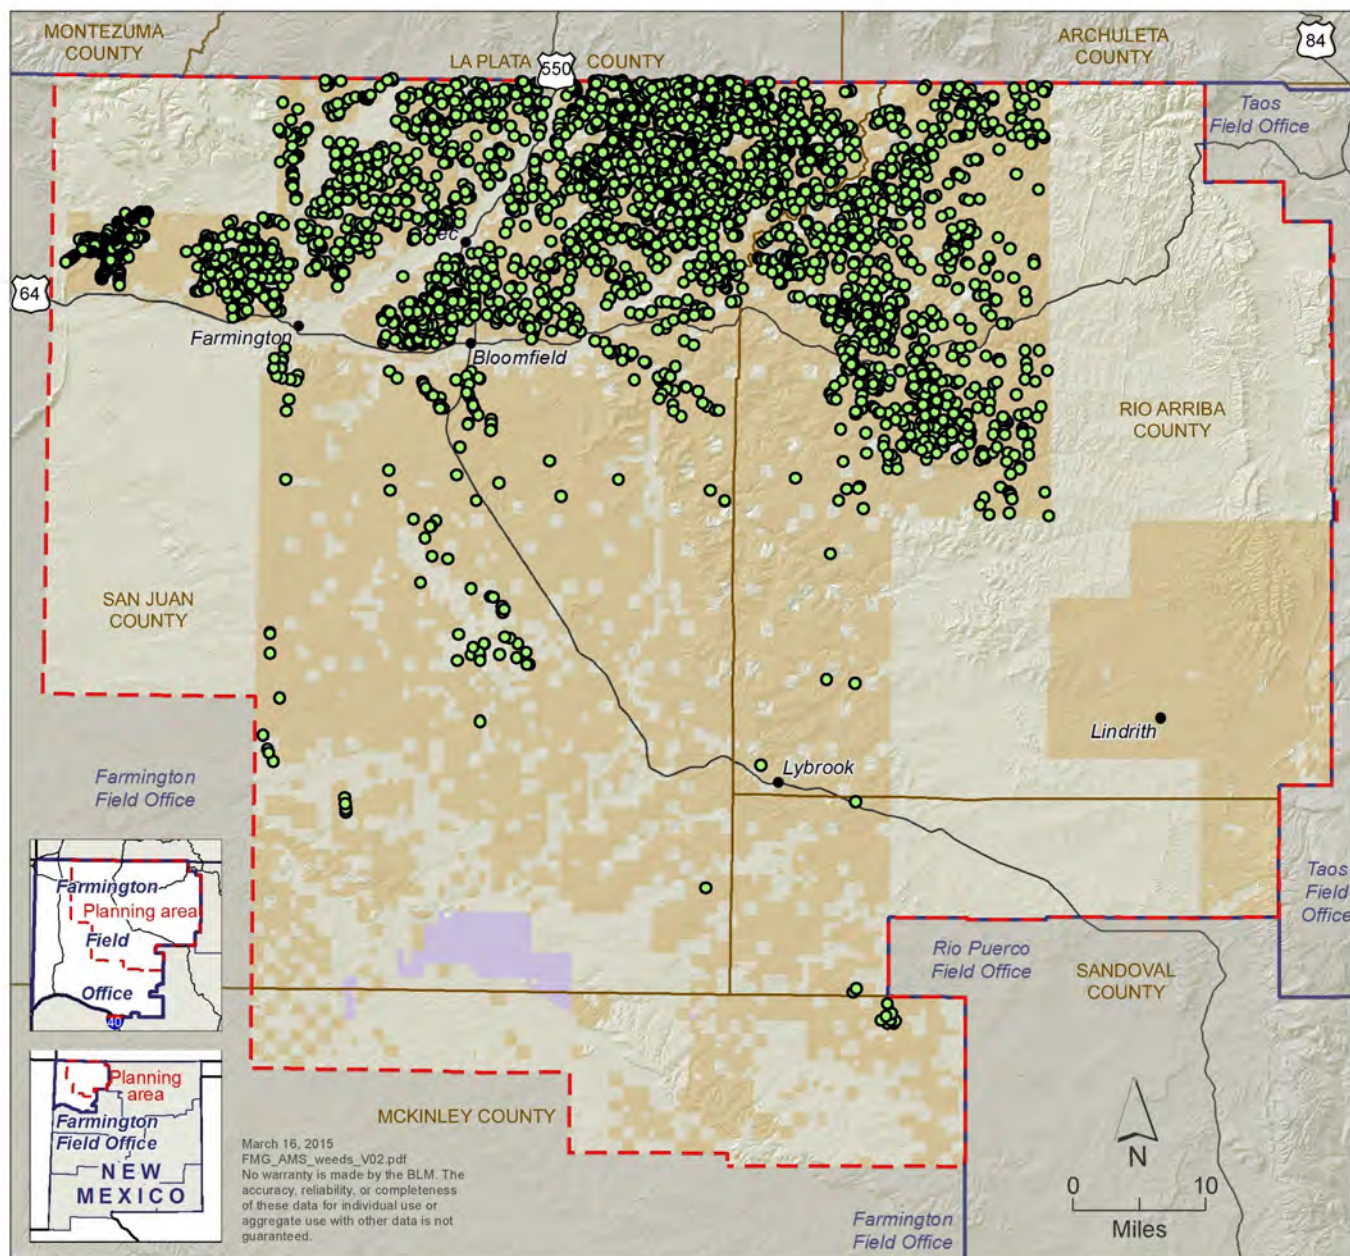 MONTEZUMA
COUNTY
LA PLATA
COUNTY
550
ARCHULETA
COUNTY
84
Taos
Field Office
64
Farmington
Bloomfield
RIO ARRIBA
COUNTY
SAN JUAN
COUNTY
Lindrith
Lybrook
Farmington
Field Office
Taos
Field
Office
Rio Puerco
Field Office
SANDOVAL
COUNTY
Farmington
Planning area
Field
Office
40
Planning
area
Farmington
Field Office
NEW
MEXICO
MCKINLEY COUNTY
March 16, 2015
FMG_AMS_weeds_V02.pdf
No warranty is made by the BLM. The
accuracy, reliability, or completeness
of these data for individual use or
aggregate use with other data is not
guaranteed.
N
0 10
Miles
Farmington
Field Office